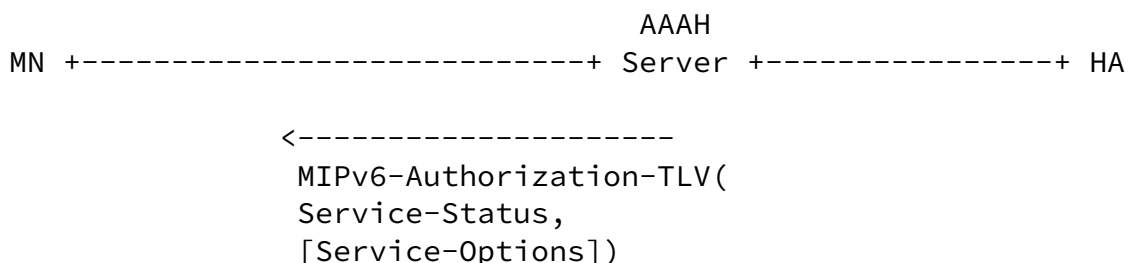 AAAH
MN +----------------------------+ Server +----------------+ HA
<---------------------
MIPv6-Authorization-TLV(
Service-Status,
[Service-Options])